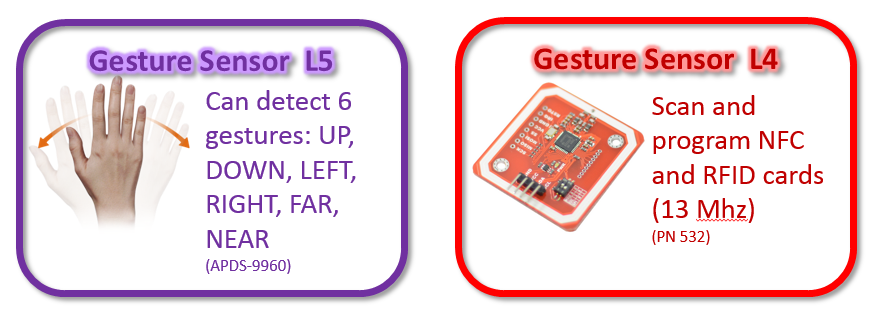 Gesture Sensor L5
Can detect 6
gestures: UP,
DOWN, LEFT,
RIGHT, FAR,
NEAR
(APDS-9960)
Gesture Sensor L4
Scan and
program NFC
and RFID cards
(13 Mhz)
(PN 532)